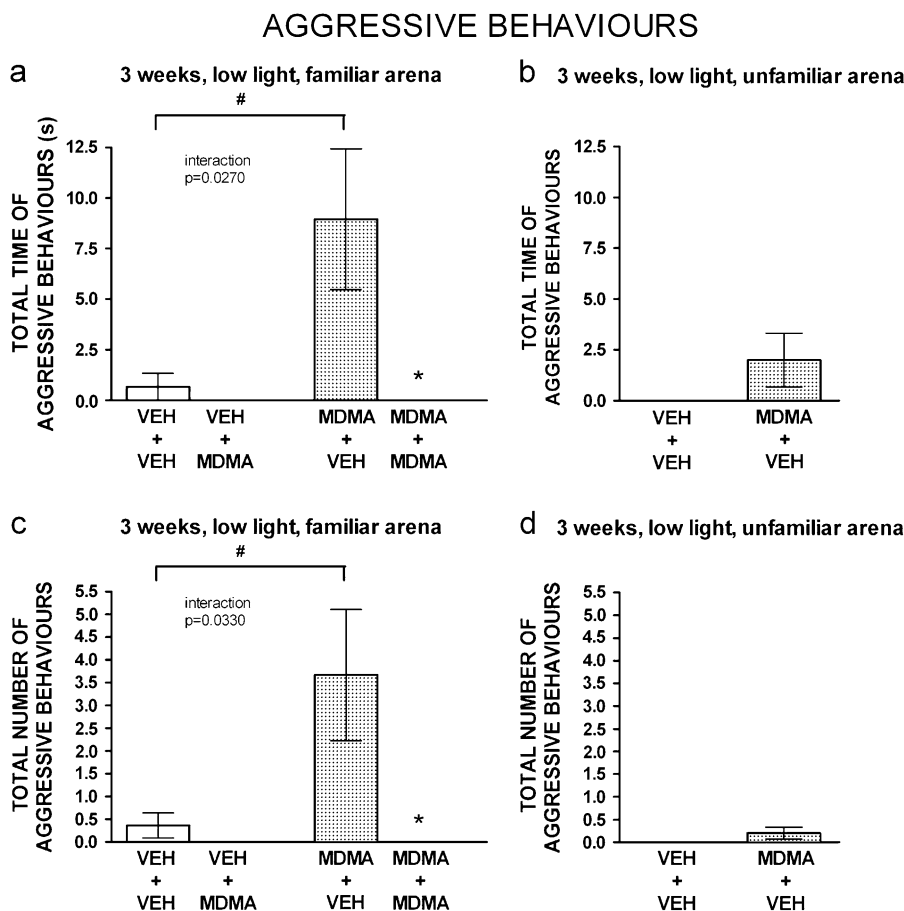 AGGRESSIVE BEHAVIOURS
a
3 weeks, low light, familiar arena
#
interaction
p=0.0270
TOTAL TIME OF
AGGRESSIVE BEHAVIOURS (s)
12.5
10.0
7.5
5.0
2.5
0.0
*
VEH VEH MDMA MDMA
+ + + +
VEH MDMA VEH MDMA
b
3 weeks, low light, unfamiliar arena
TOTAL TIME OF
AGGRESSIVE BEHAVIOURS
12.5
10.0
7.5
5.0
2.5
0.0
VEH MDMA
+ +
VEH VEH
c
3 weeks, low light, familiar arena
#
interaction
p=0.0330
TOTAL NUMBER OF
AGGRESSIVE BEHAVIOURS
5.5
5.0
4.5
4.0
3.5
3.0
2.5
2.0
1.5
1.0
0.5
0.0
*
VEH VEH MDMA MDMA
+ + + +
VEH MDMA VEH MDMA
d
3 weeks, low light, unfamiliar arena
TOTAL NUMBER OF
AGGRESSIVE BEHAVIOURS
5.5
5.0
4.5
4.0
3.5
3.0
2.5
2.0
1.5
1.0
0.5
0.0
VEH MDMA
+ +
VEH VEH